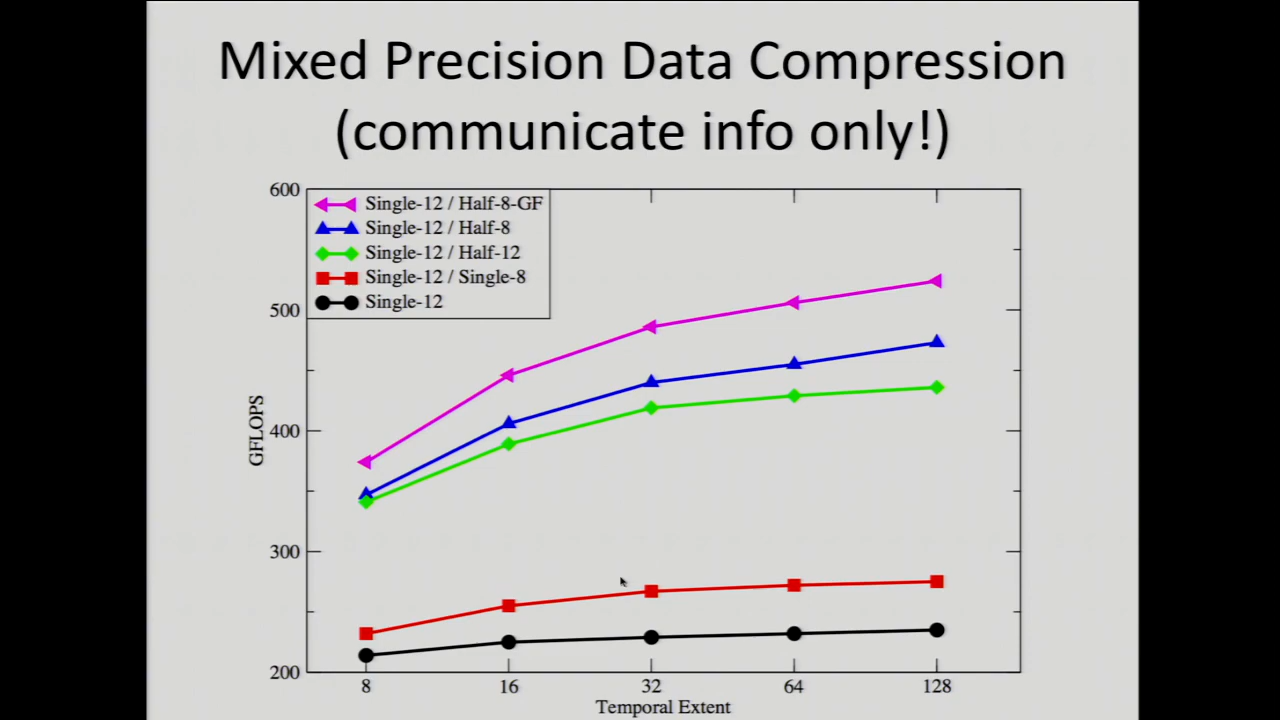 Mixed Precision Data Compression
(communicate info only!)
600
500
400
300
200
GFLOPS
Single-12 / Half-8-GF
Single-12 / Half-8
Single-12 / Half-12
Single-12 / Single-8
Single-12
8 16 32 64 128
Temporal Extent